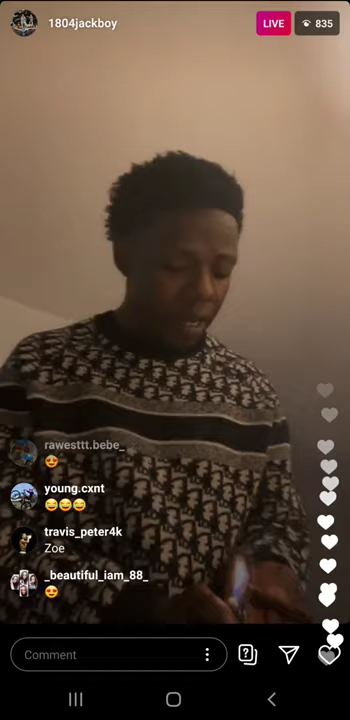 1804jackboy
LIVE
835
rawesttt.bebe_
😍
young.cxnt
😂😂😂
travis_peter4k
Zoe
_beautiful_iam_88_
😍
Comment